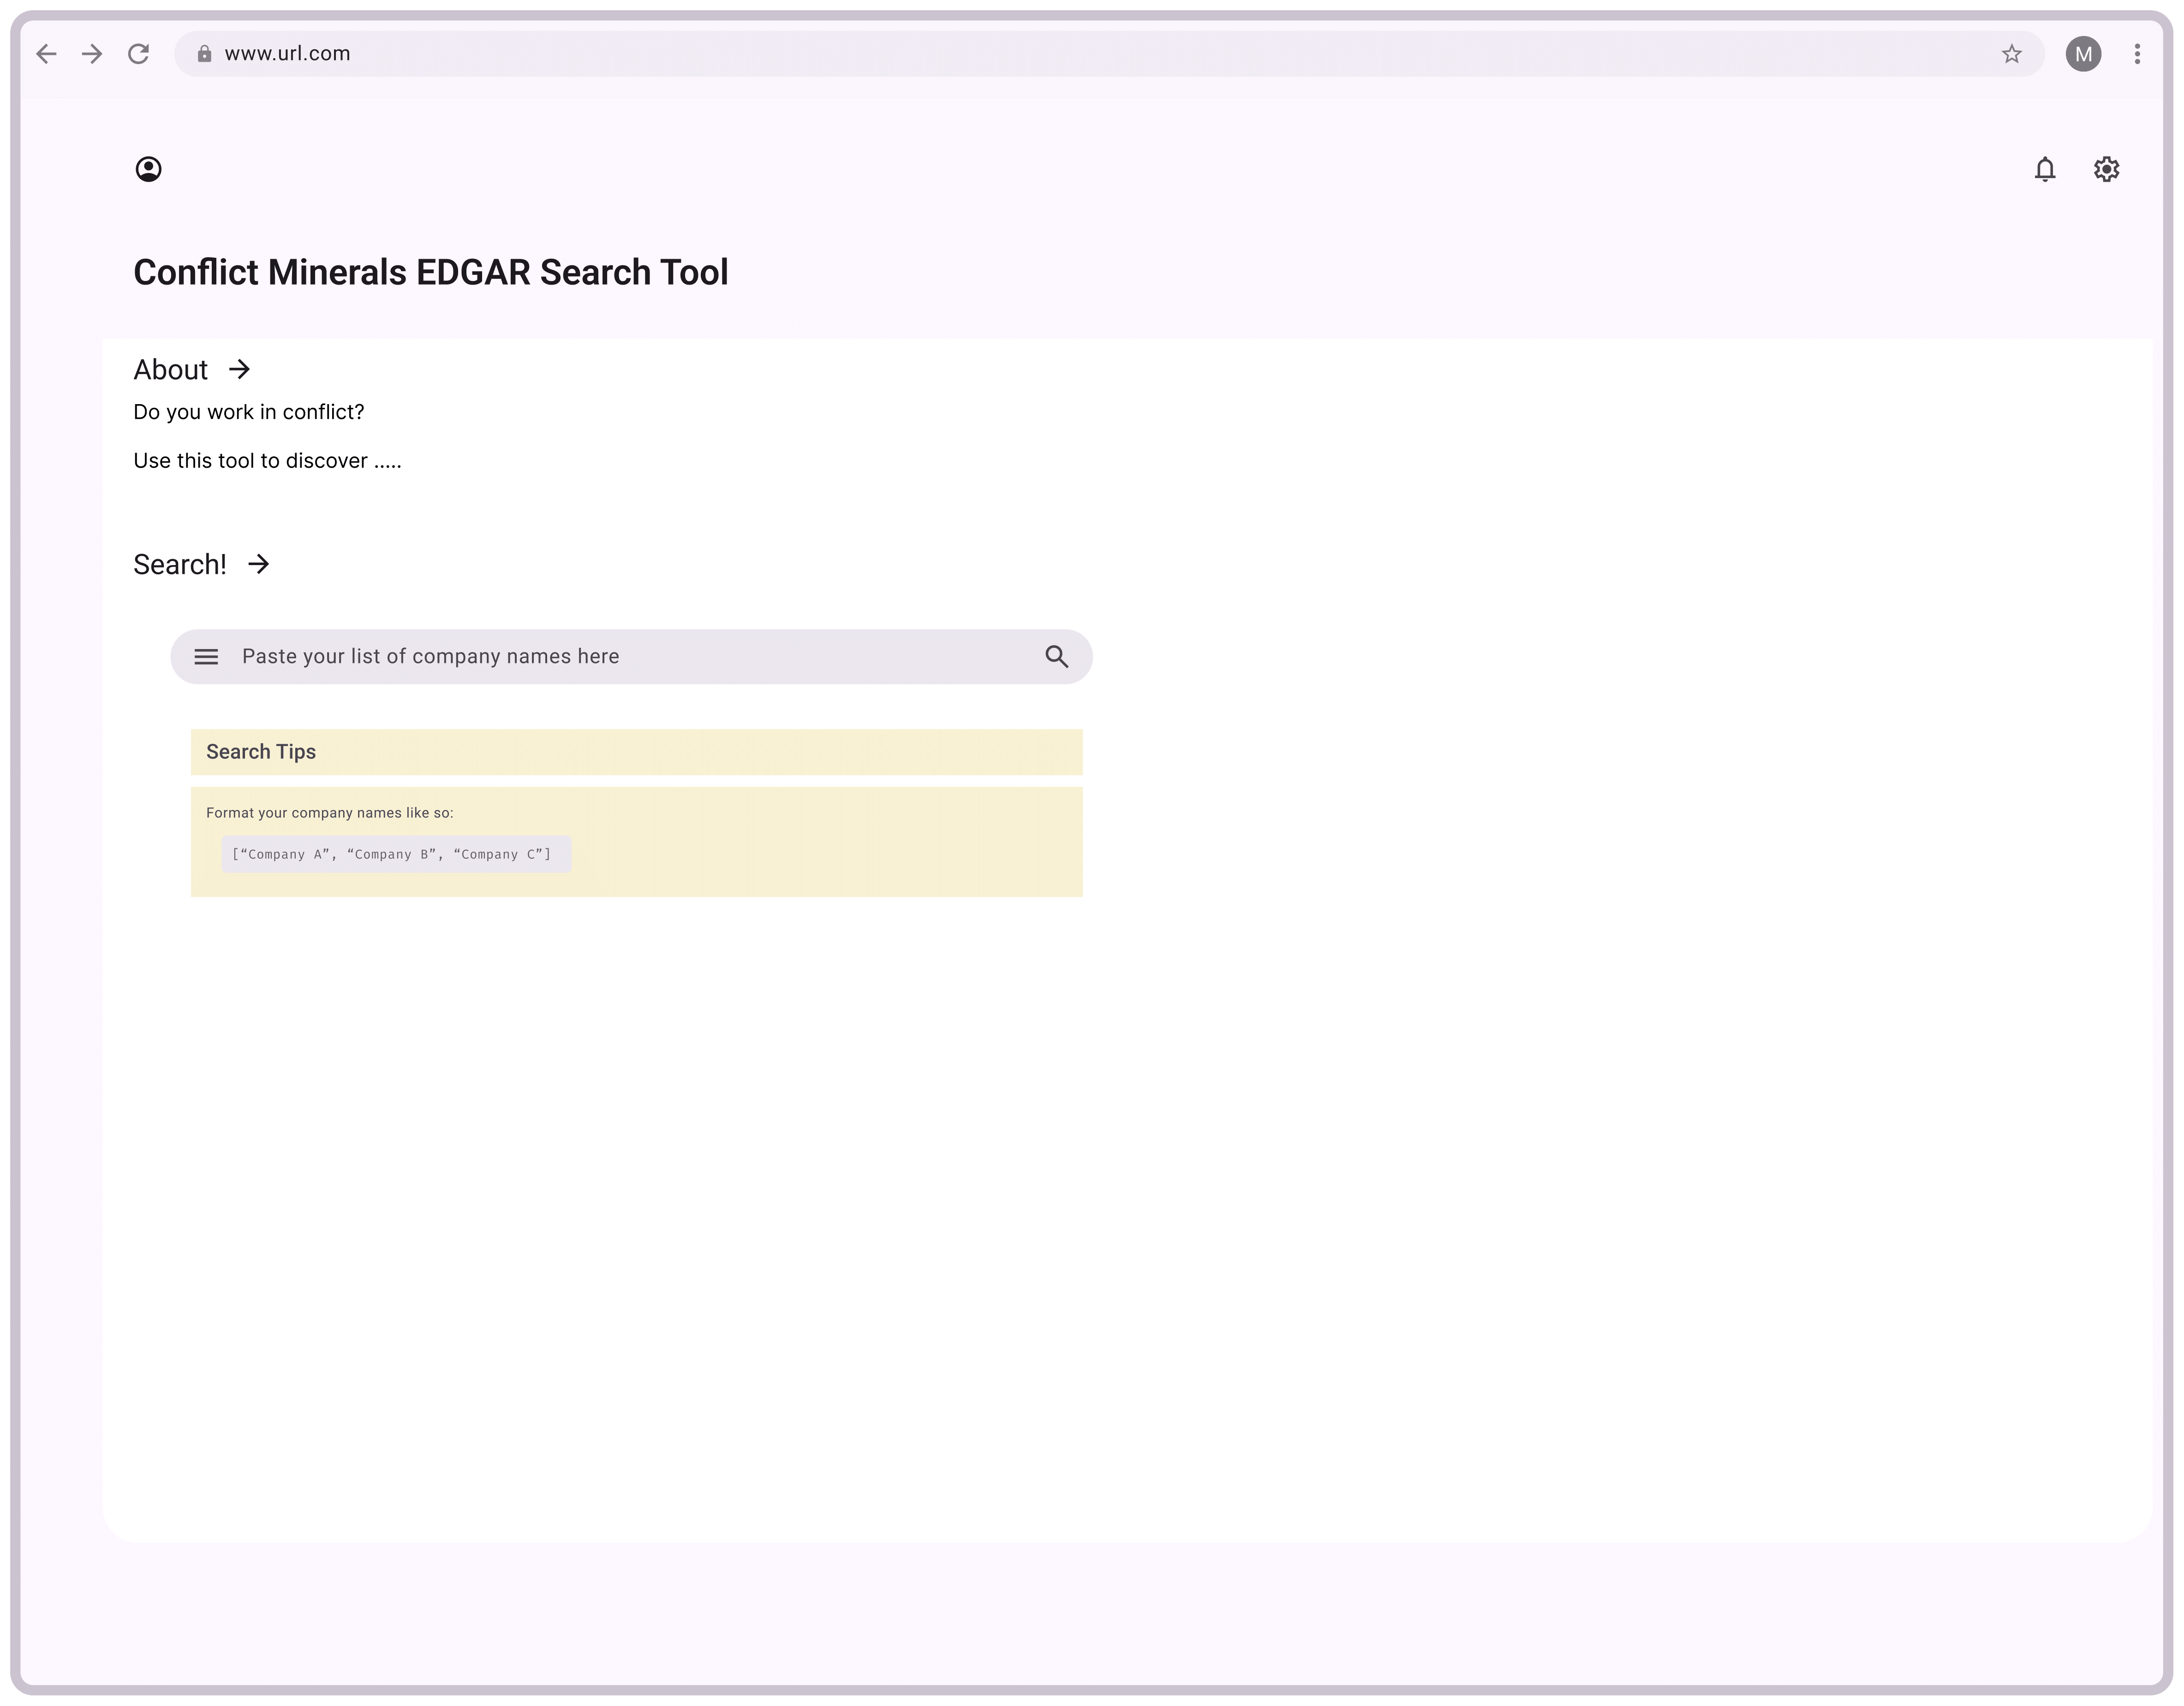 www.url.com
M
Conflict Minerals EDGAR Search Tool
About
Do you work in conflict?
Use this tool to discover .....
Search!
Paste your list of company names here
Search Tips
Format your company names like so:
[“Company A”, “Company B”, “Company C”]